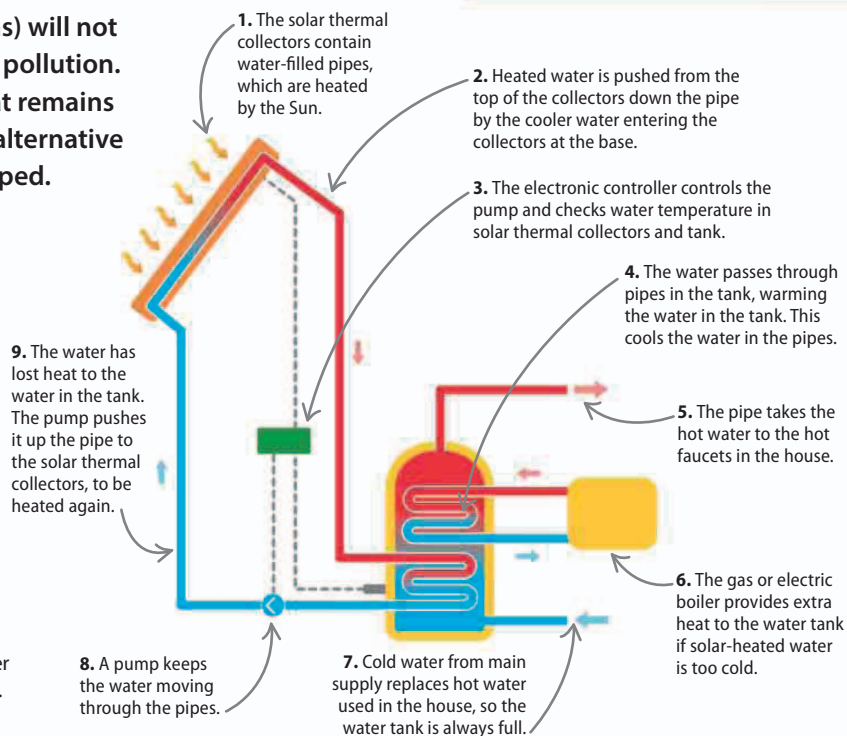 s) will not
pollution.
t remains
alternative
ped.
1. The solar thermal
collectors contain
water-filled pipes,
which are heated
by the Sun.
2. Heated water is pushed from the
top of the collectors down the pipe
by the cooler water entering the
collectors at the base.
3. The electronic controller controls the
pump and checks water temperature in
solar thermal collectors and tank.
4. The water passes through
pipes in the tank, warming
the water in the tank. This
cools the water in the pipes.
5. The pipe takes the
hot water to the hot
faucets in the house.
6. The gas or electric
boiler provides extra
heat to the water tank
if solar-heated water
is too cold.
7. Cold water from main
supply replaces hot water
used in the house, so the
water tank is always full.
8. A pump keeps
the water moving
through the pipes.
9. The water has
lost heat to the
water in the tank.
The pump pushes
it up the pipe to
the solar thermal
collectors, to be
heated again.
er
.